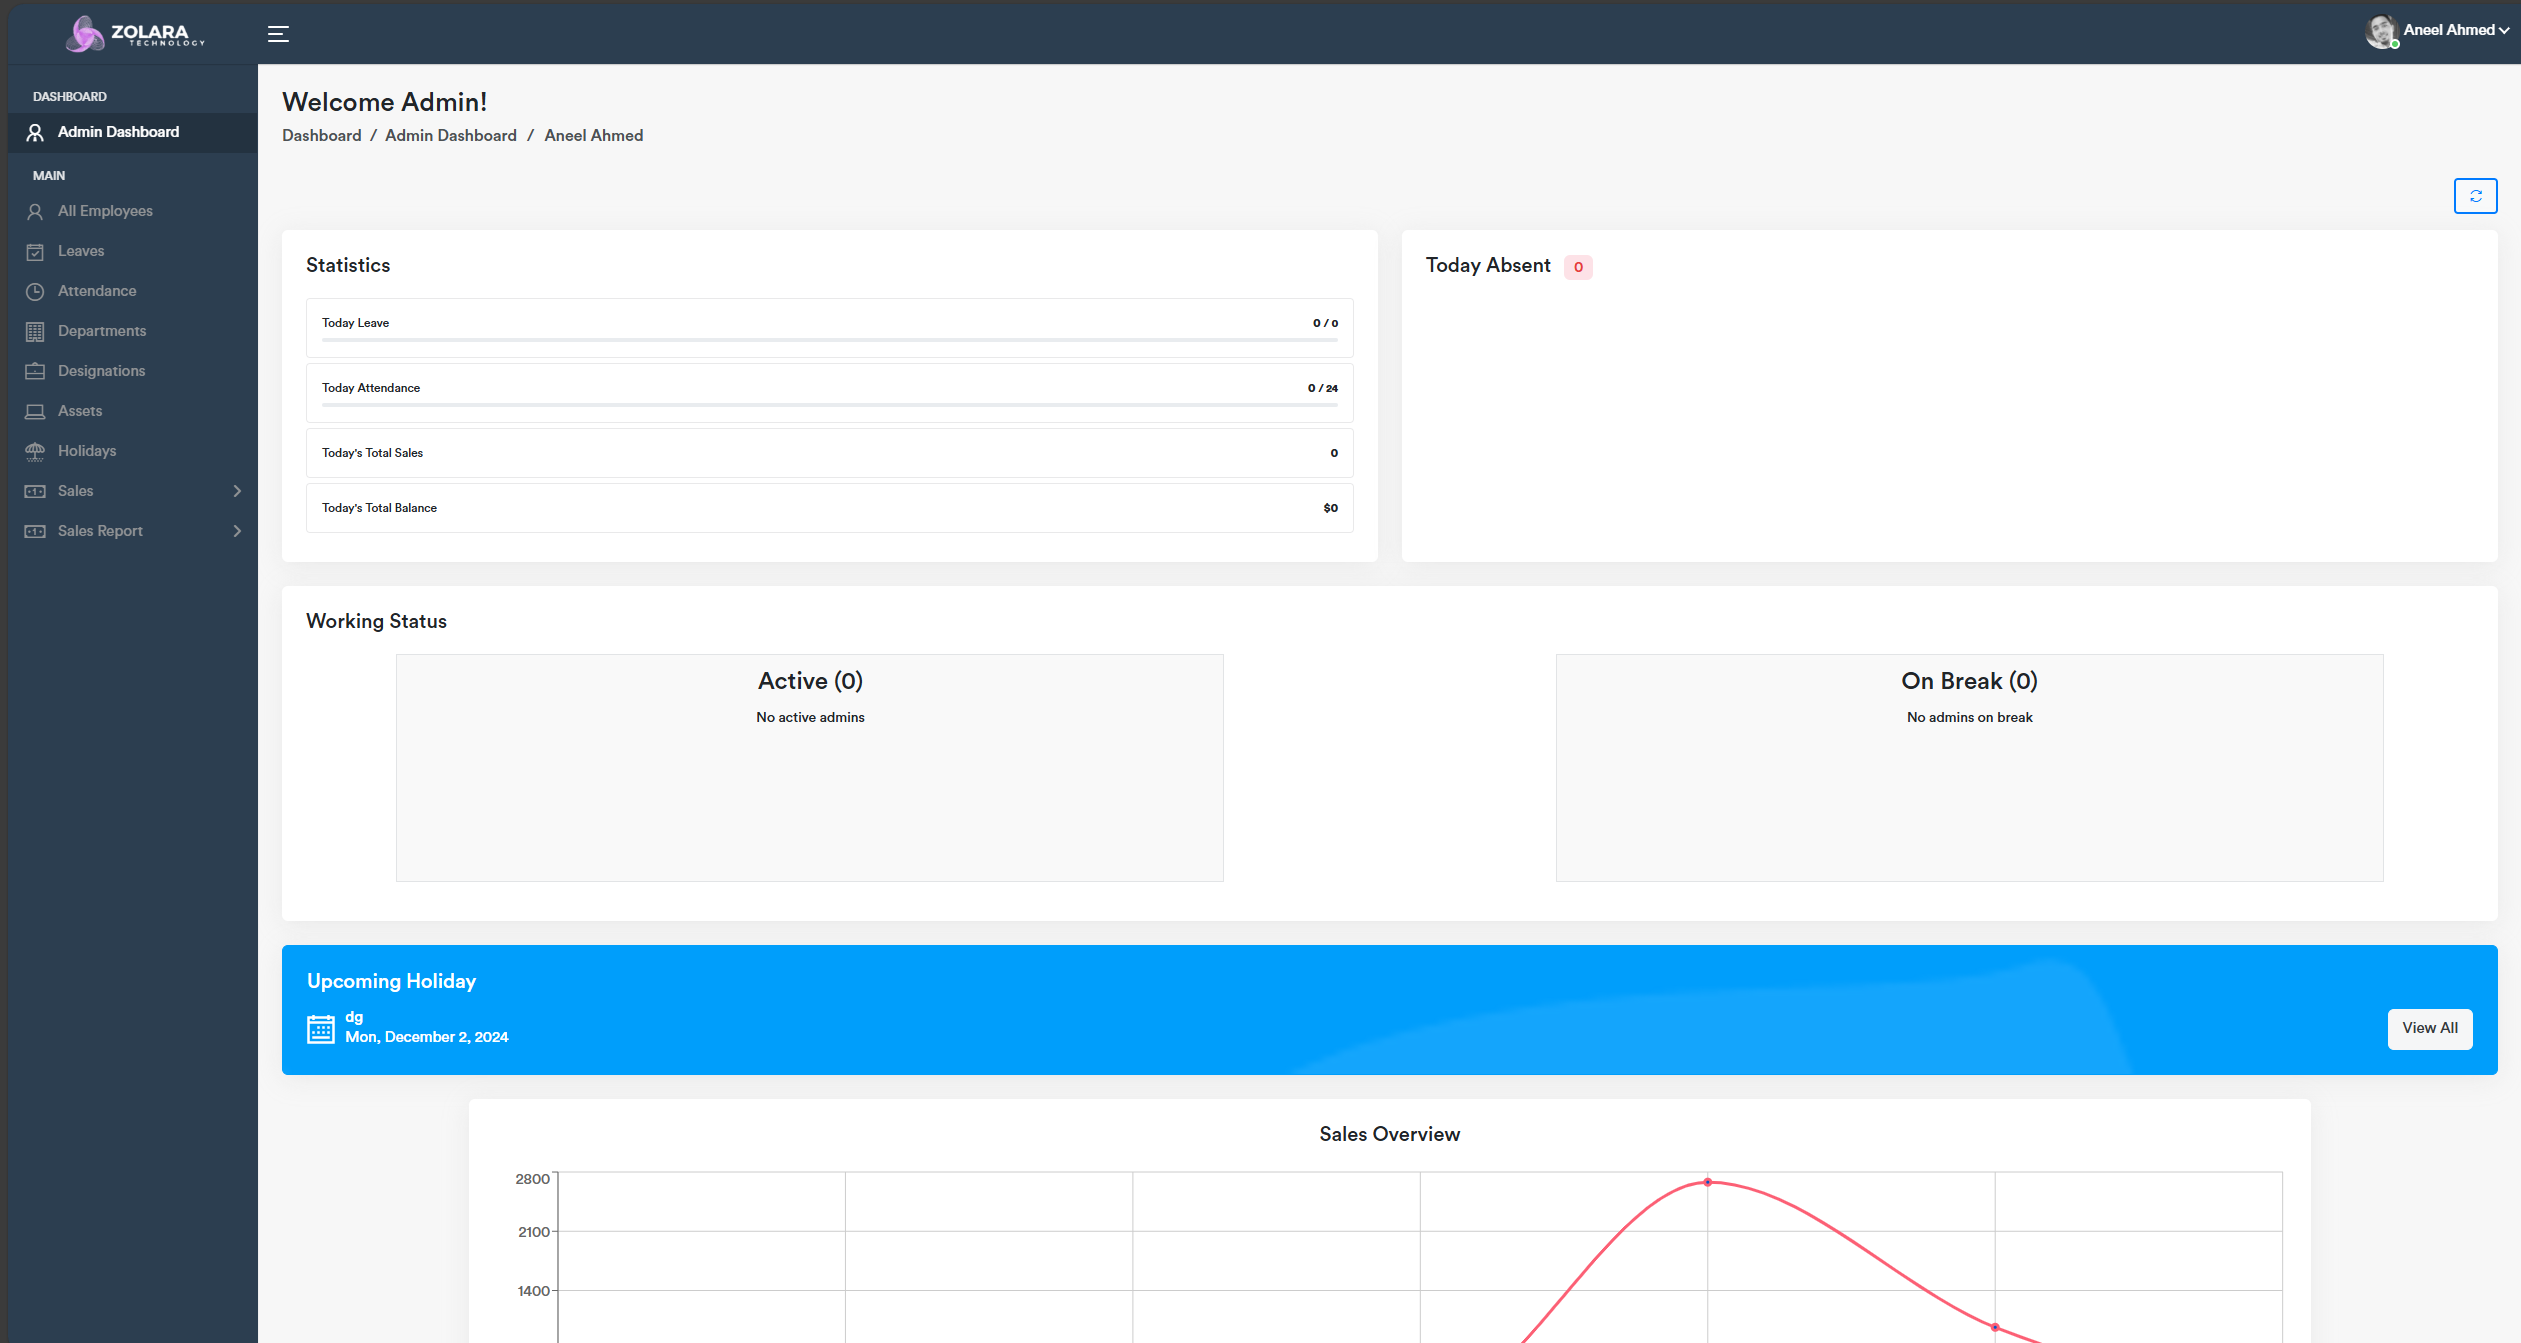 ZOLARA
TECHNOLOGY
Aneel Ahmed
DASHBOARD
Admin Dashboard
MAIN
All Employees
Leaves
Attendance
Departments
Designations
Assets
Holidays
Sales
Sales Report
Welcome Admin!
Dashboard / Admin Dashboard / Aneel Ahmed
Statistics
Today Leave 0 / 0
Today Attendance 0 / 24
Today's Total Sales 0
Today's Total Balance $0
Today Absent 0
Working Status
Active (0)
No active admins
On Break (0)
No admins on break
Upcoming Holiday
dg
Mon, December 2, 2024
View All
Sales Overview
2800
2100
1400